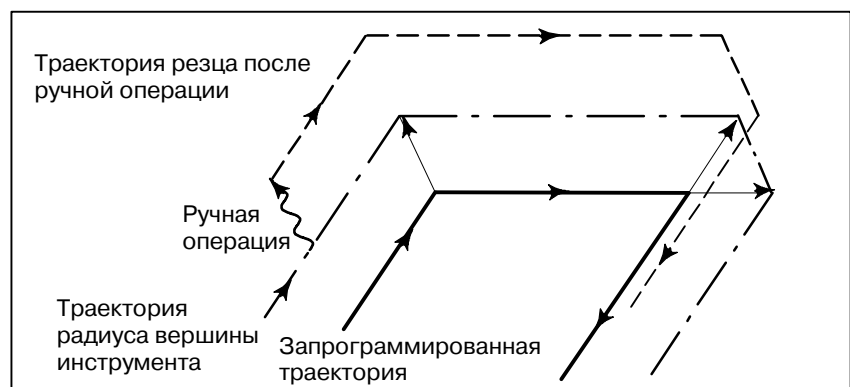 Траектория резца после
ручной операции
Ручная
операция
Траектория
радиуса вершины
инструмента
Запрограммированная
траектория